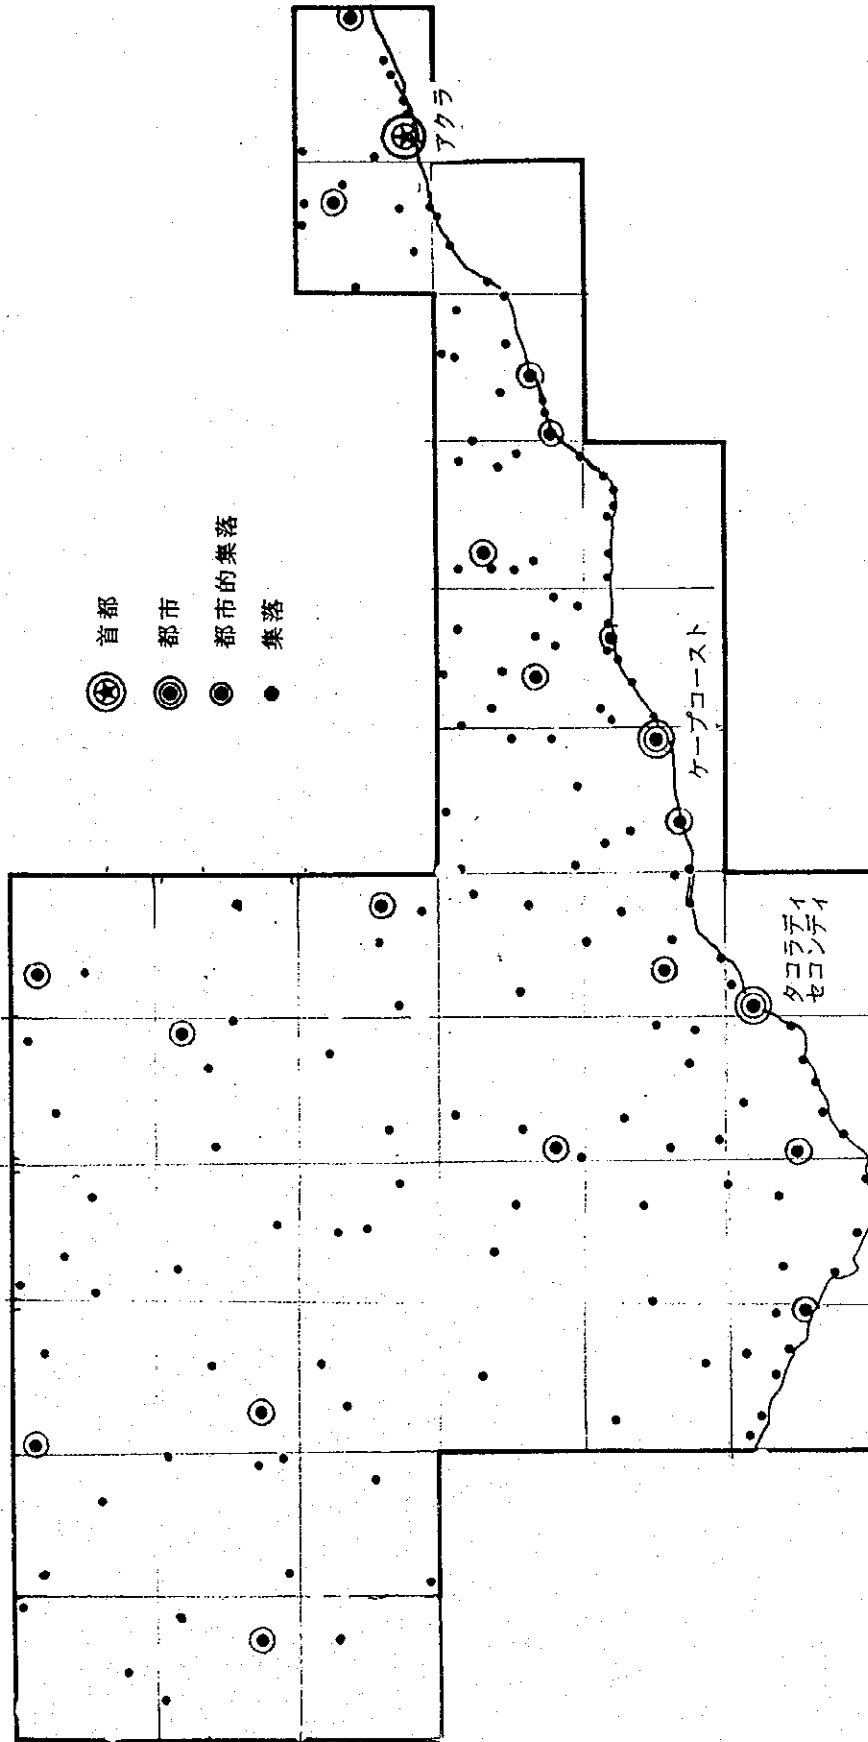 首都
都市
都市的集落
集落
アクラ
ケープコースト
タコラディ
セコンディ